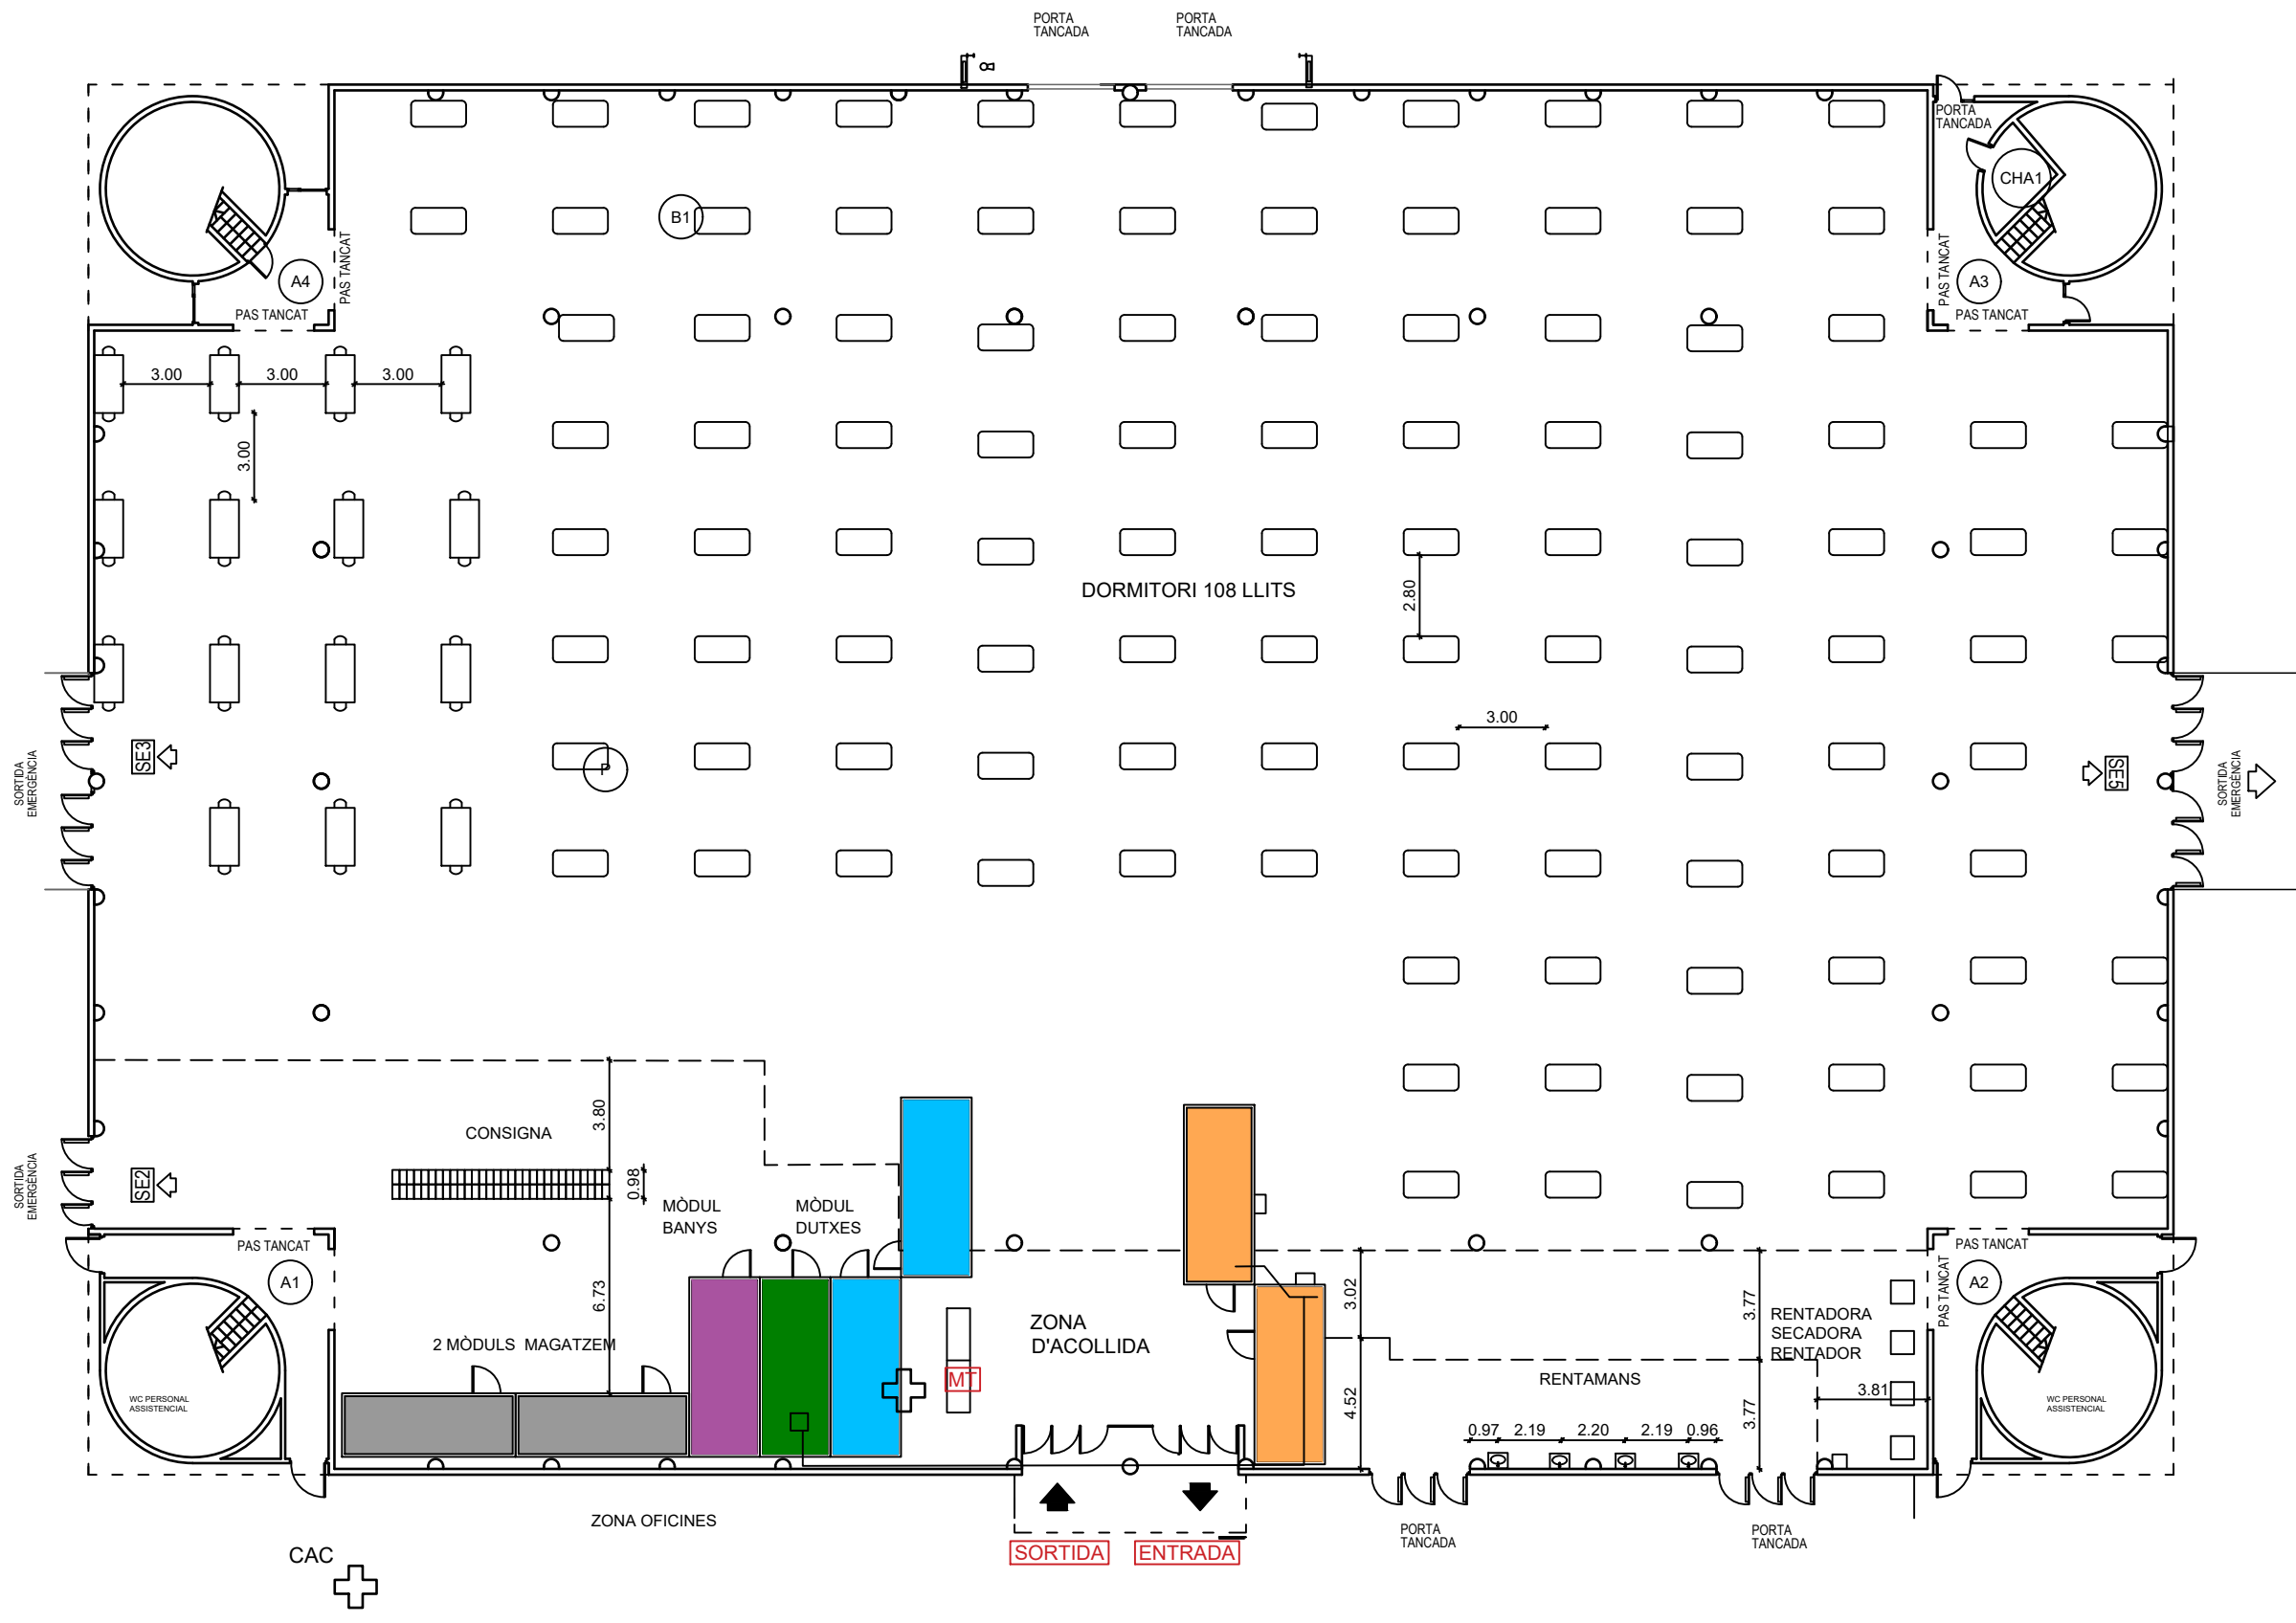 PORTA
TANCADA
PORTA
TANCADA
PORTA
TANCADA
CHA1
B1
PAS TANCAT
PAS TANCAT
A4
A3
PAS TANCAT
PAS TANCAT
3.00
3.00
3.00
3.00
DORMITORI 108 LLITS
2.80
3.00
SE3
SORTIDA
EMERGÈNCIA
P
SE5
SORTIDA
EMERGÈNCIA
3.80
CONSIGNA
0.98
SE2
SORTIDA
EMERGÈNCIA
MÒDUL
BANYS
MÒDUL
DUTXES
PAS TANCAT
PAS TANCAT
A1
A2
PAS TANCAT
6.73
3.02
3.77
ZONA
D'ACOLLIDA
RENTADORA
SECADORA
RENTADOR
2 MÒDULS MAGATZEM
MT
RENTAMANS
3.81
WC PERSONAL
ASSISTENCIAL
WC PERSONAL
ASSISTENCIAL
4.52
3.77
0.97
2.19
2.20
2.19
0.96
ZONA OFICINES
PORTA
TANCADA
PORTA
TANCADA
SORTIDA
ENTRADA
CAC